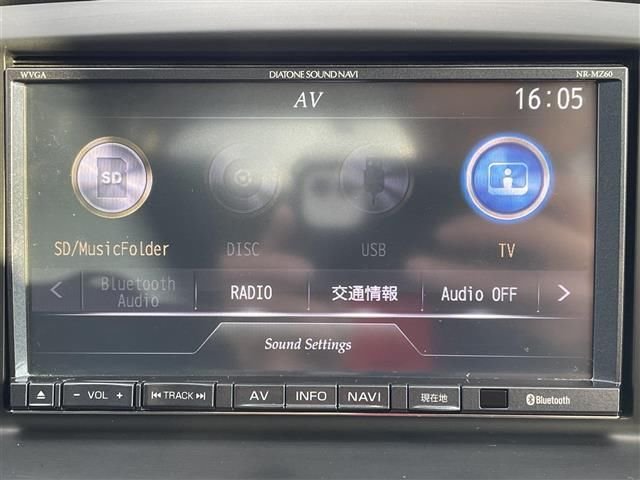 WVGA DIATONE SOUND NAVI NR-MZ60
AV 16:05
SD
SD/MusicFolder DISC USB TV
< Bluetooth Audio RADIO 交通情報 Audio OFF >
Sound Settings
− VOL + TRACK AV INFO NAVI 現在地 Bluetooth